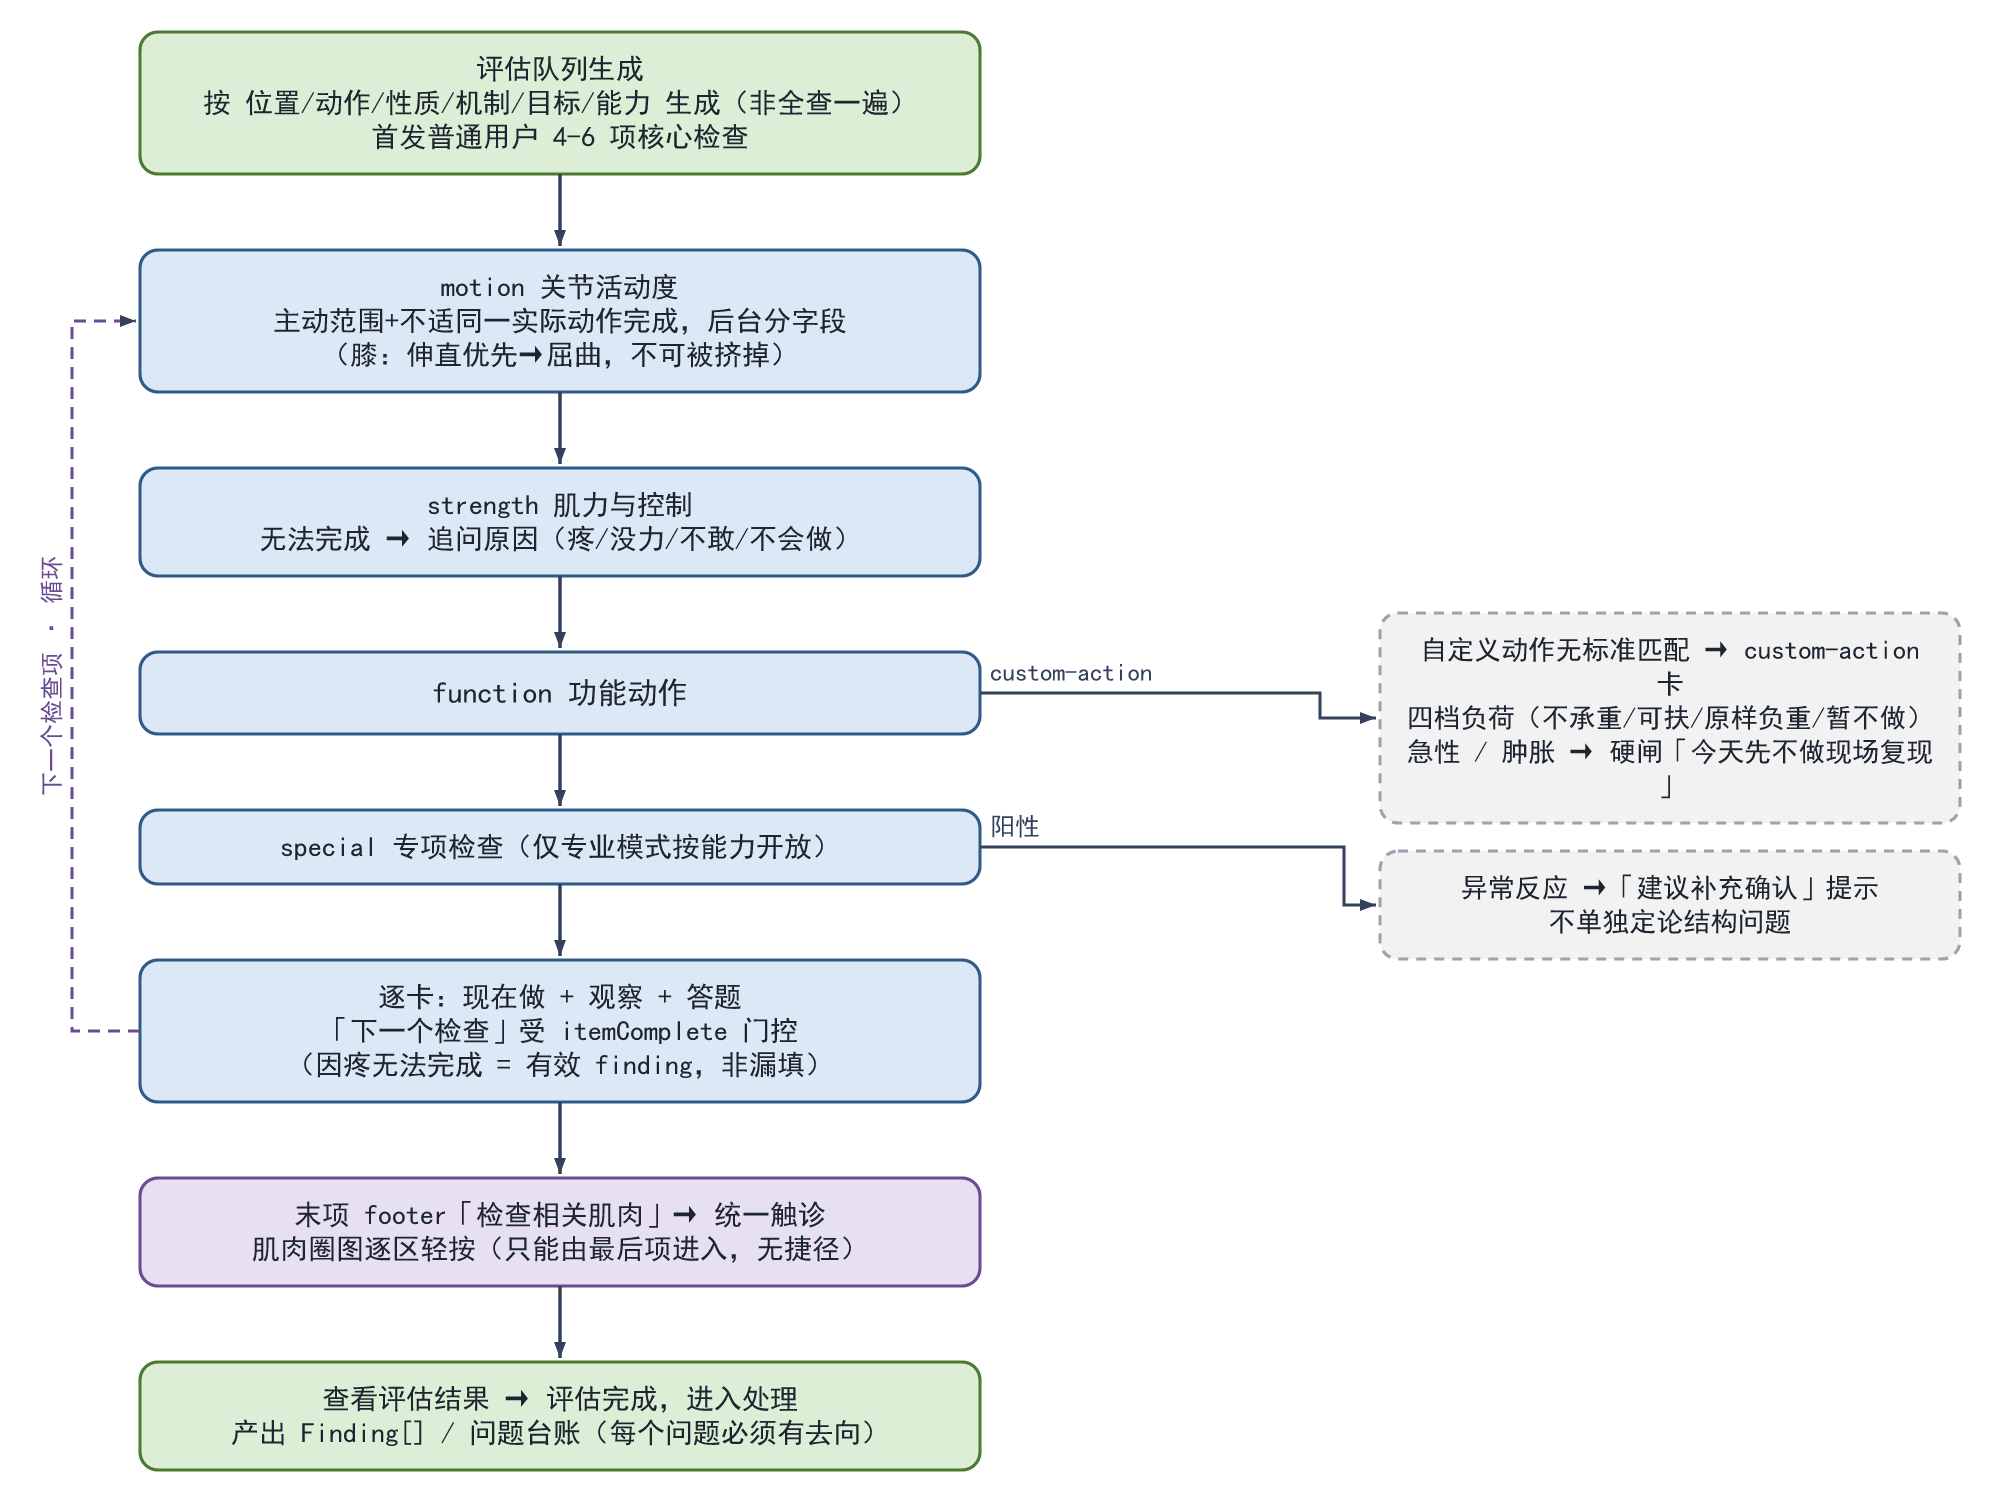 评估队列生成
按 位置/动作/性质/机制/目标/能力 生成（非全查一遍）
首发普通用户 4-6 项核心检查
motion 关节活动度
主动范围+不适同一实际动作完成，后台分字段
（膝：伸直优先→屈曲，不可被挤掉）
strength 肌力与控制
无法完成 → 追问原因（疼/没力/不敢/不会做）
下一个检查项 · 循环
function 功能动作
custom-action
自定义动作无标准匹配 → custom-action
卡
四档负荷（不承重/可扶/原样负重/暂不做）
急性 / 肿胀 → 硬闸「今天先不做现场复现
」
special 专项检查（仅专业模式按能力开放）
阳性
异常反应 →「建议补充确认」提示
不单独定论结构问题
逐卡：现在做 + 观察 + 答题
「下一个检查」受 itemComplete 门控
（因疼无法完成 = 有效 finding，非漏填）
末项 footer「检查相关肌肉」→ 统一触诊
肌肉圈图逐区轻按（只能由最后项进入，无捷径）
查看评估结果 → 评估完成，进入处理
产出 Finding[] / 问题台账（每个问题必须有去向）